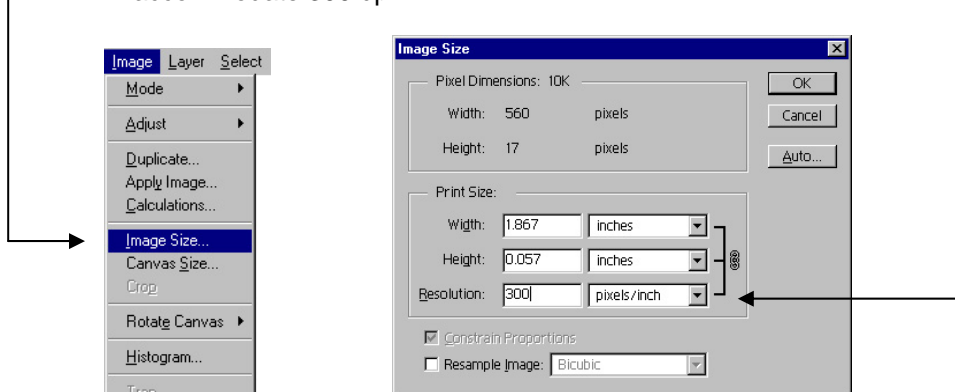 Image Layer Select
Mode
Adjust
Duplicate...
Apply Image...
Calculations...
Image Size...
Canvas Size...
Crop
Rotate Canvas
Histogram...
Trap...
Image Size
Pixel Dimensions: 10K
Width: 560 pixels
Height: 17 pixels
Print Size:
Width: 1.867 inches
Height: 0.057 inches
Resolution: 300 pixels/inch
Constrain Proportions
Resample Image: Bicubic
OK
Cancel
Auto...